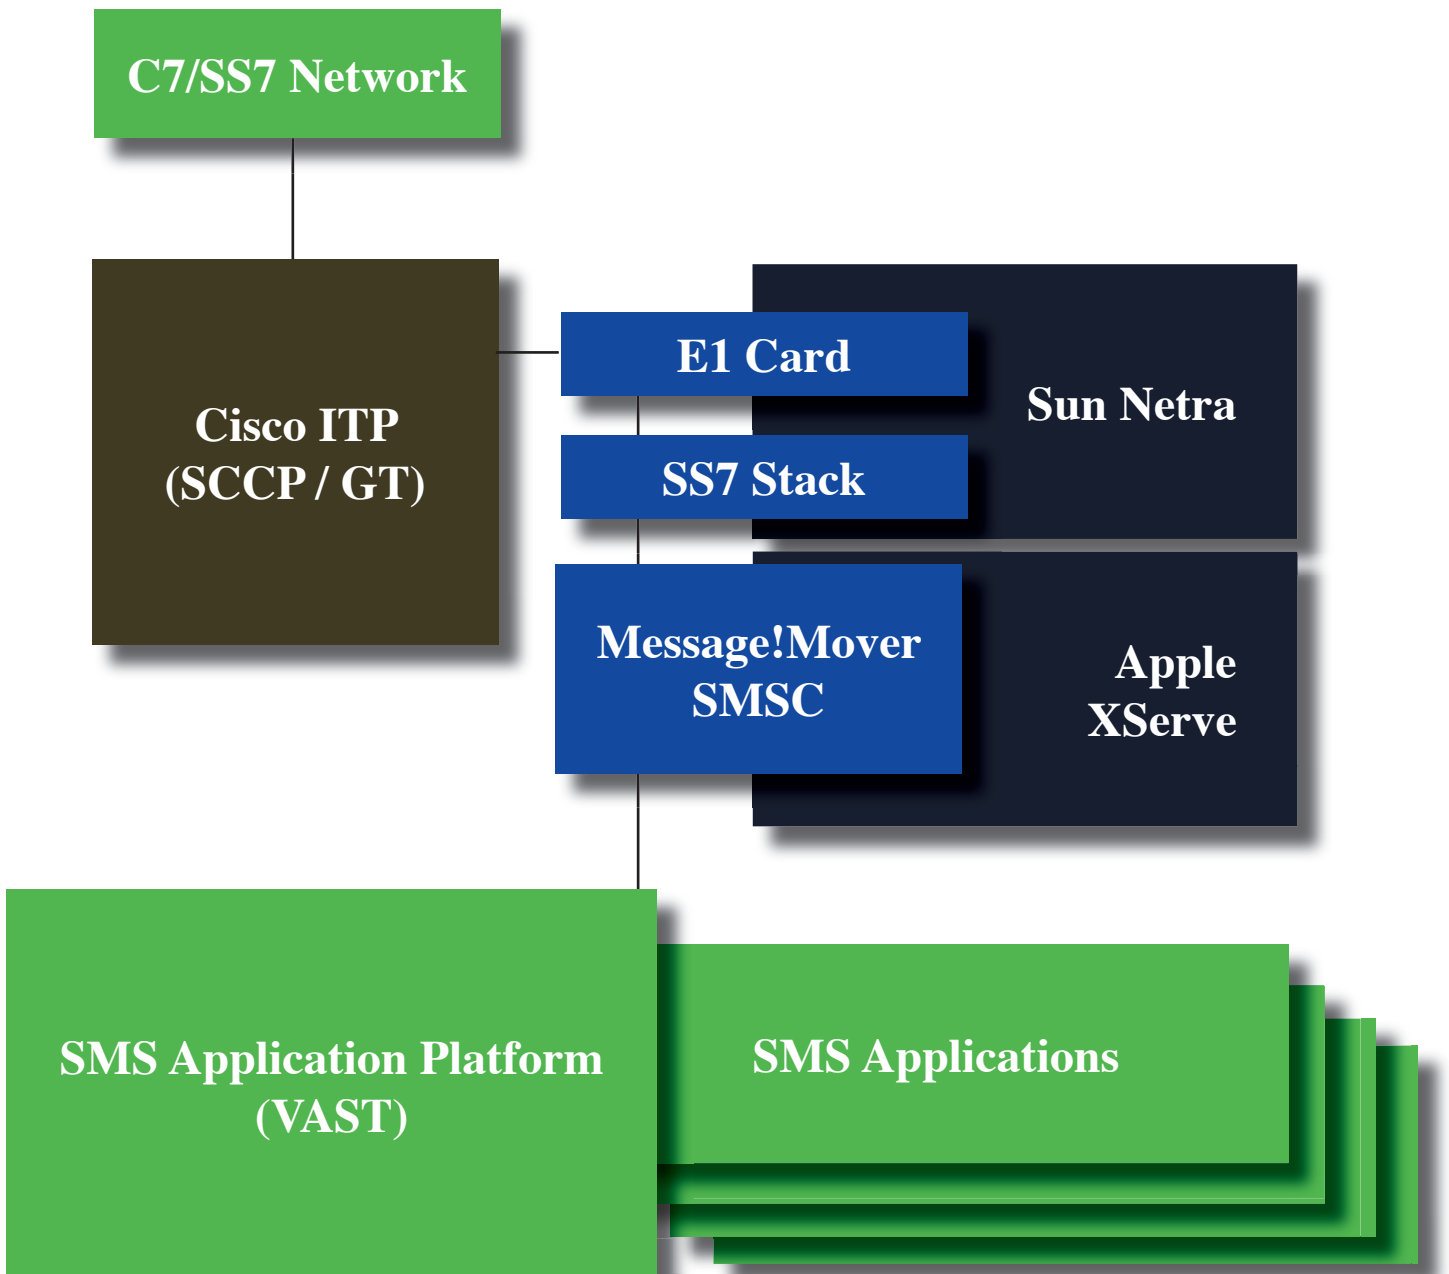 C7/SS7 Network
Cisco ITP
(SCCP / GT)
E1 Card
SS7 Stack
Sun Netra
Message!Mover
SMSC
Apple
XServe
SMS Application Platform
(VAST)
SMS Applications